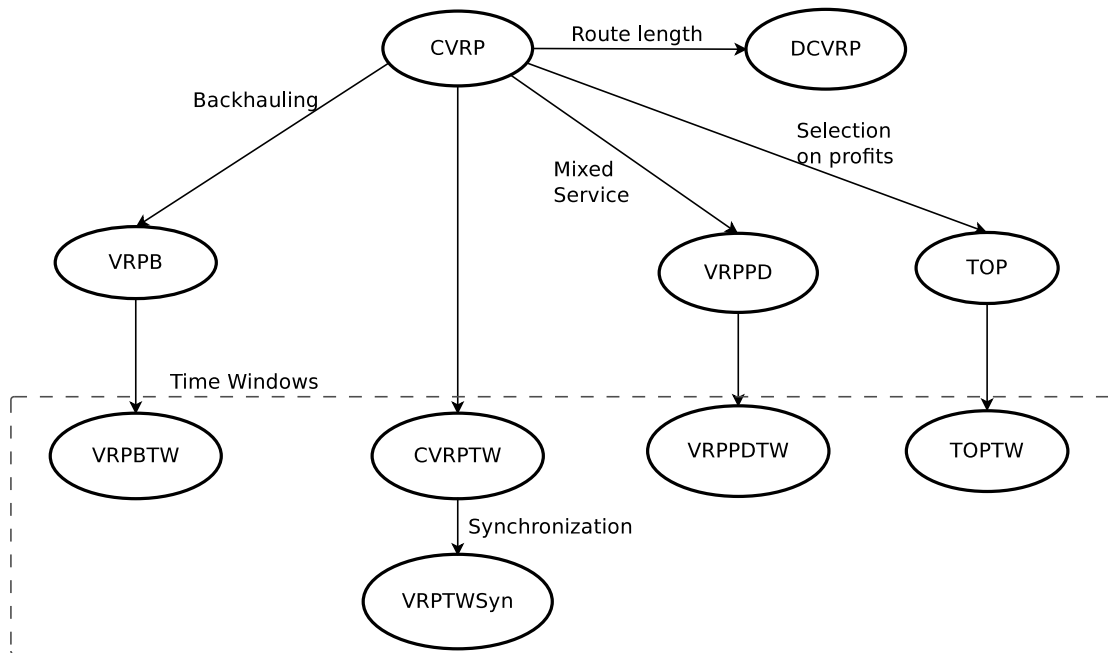 CVRP
Route length
DCVRP
Backhauling
Selection
on profits
Mixed
Service
VRPB
VRPPD
TOP
Time Windows
VRPBTW
CVRPTW
VRPPDTW
TOPTW
Synchronization
VRPTWSyn